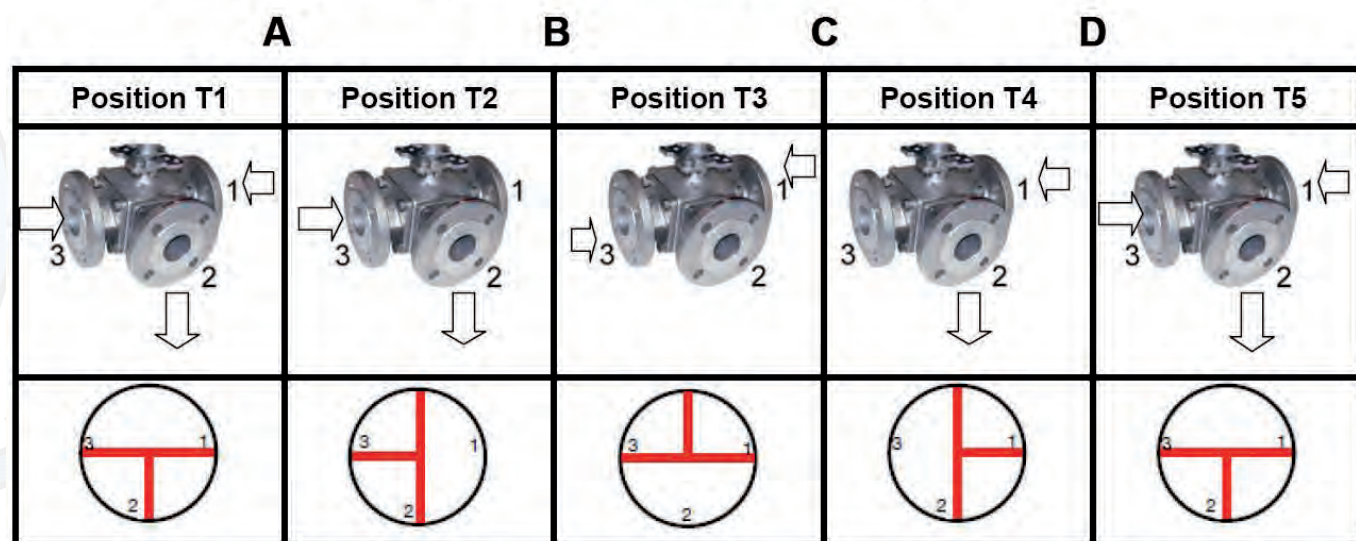 A B C D
Position T1 Position T2 Position T3 Position T4 Position T5
1 1 1 1 1
3 3 3 3 3
2 2 2 2 2
3 1 3 1 3 1 3 1 3 1
2 2 2 2 2